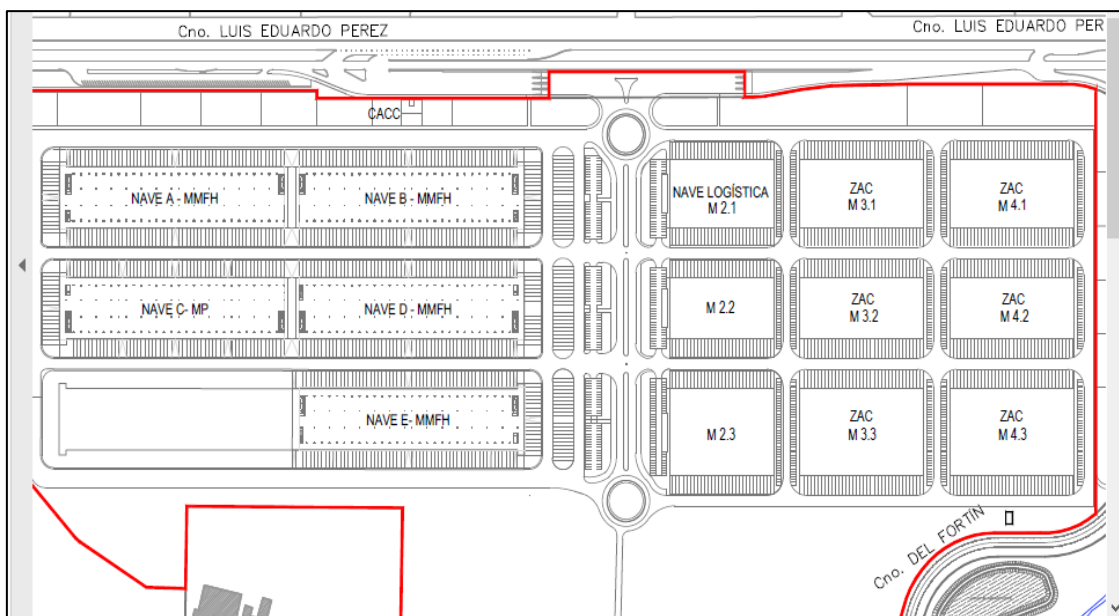 Cno. LUIS EDUARDO PEREZ
Cno. LUIS EDUARDO PER
CACC
NAVE A - MMFH
NAVE B - MMFH
NAVE LOGÍSTICA
M 2.1
ZAC
M 3.1
ZAC
M 4.1
NAVE C- MP
NAVE D - MMFH
M 2.2
ZAC
M 3.2
ZAC
M 4.2
NAVE E- MMFH
M 2.3
ZAC
M 3.3
ZAC
M 4.3
Cno. DEL FORTÍN